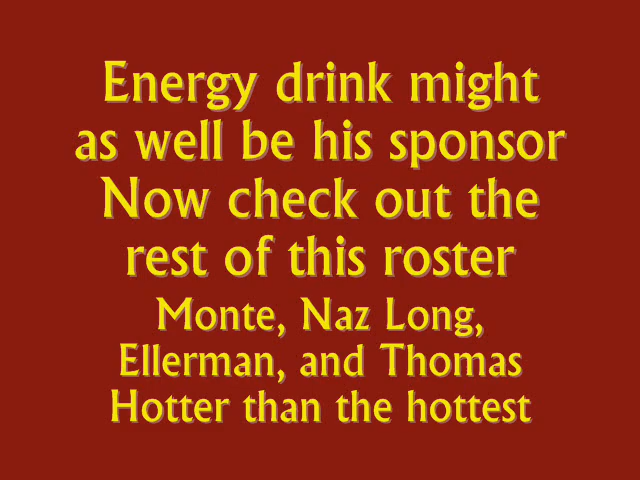 Energy drink might
as well be his sponsor
Now check out the
rest of this roster
Monte, Naz Long,
Ellerman, and Thomas
Hotter than the hottest